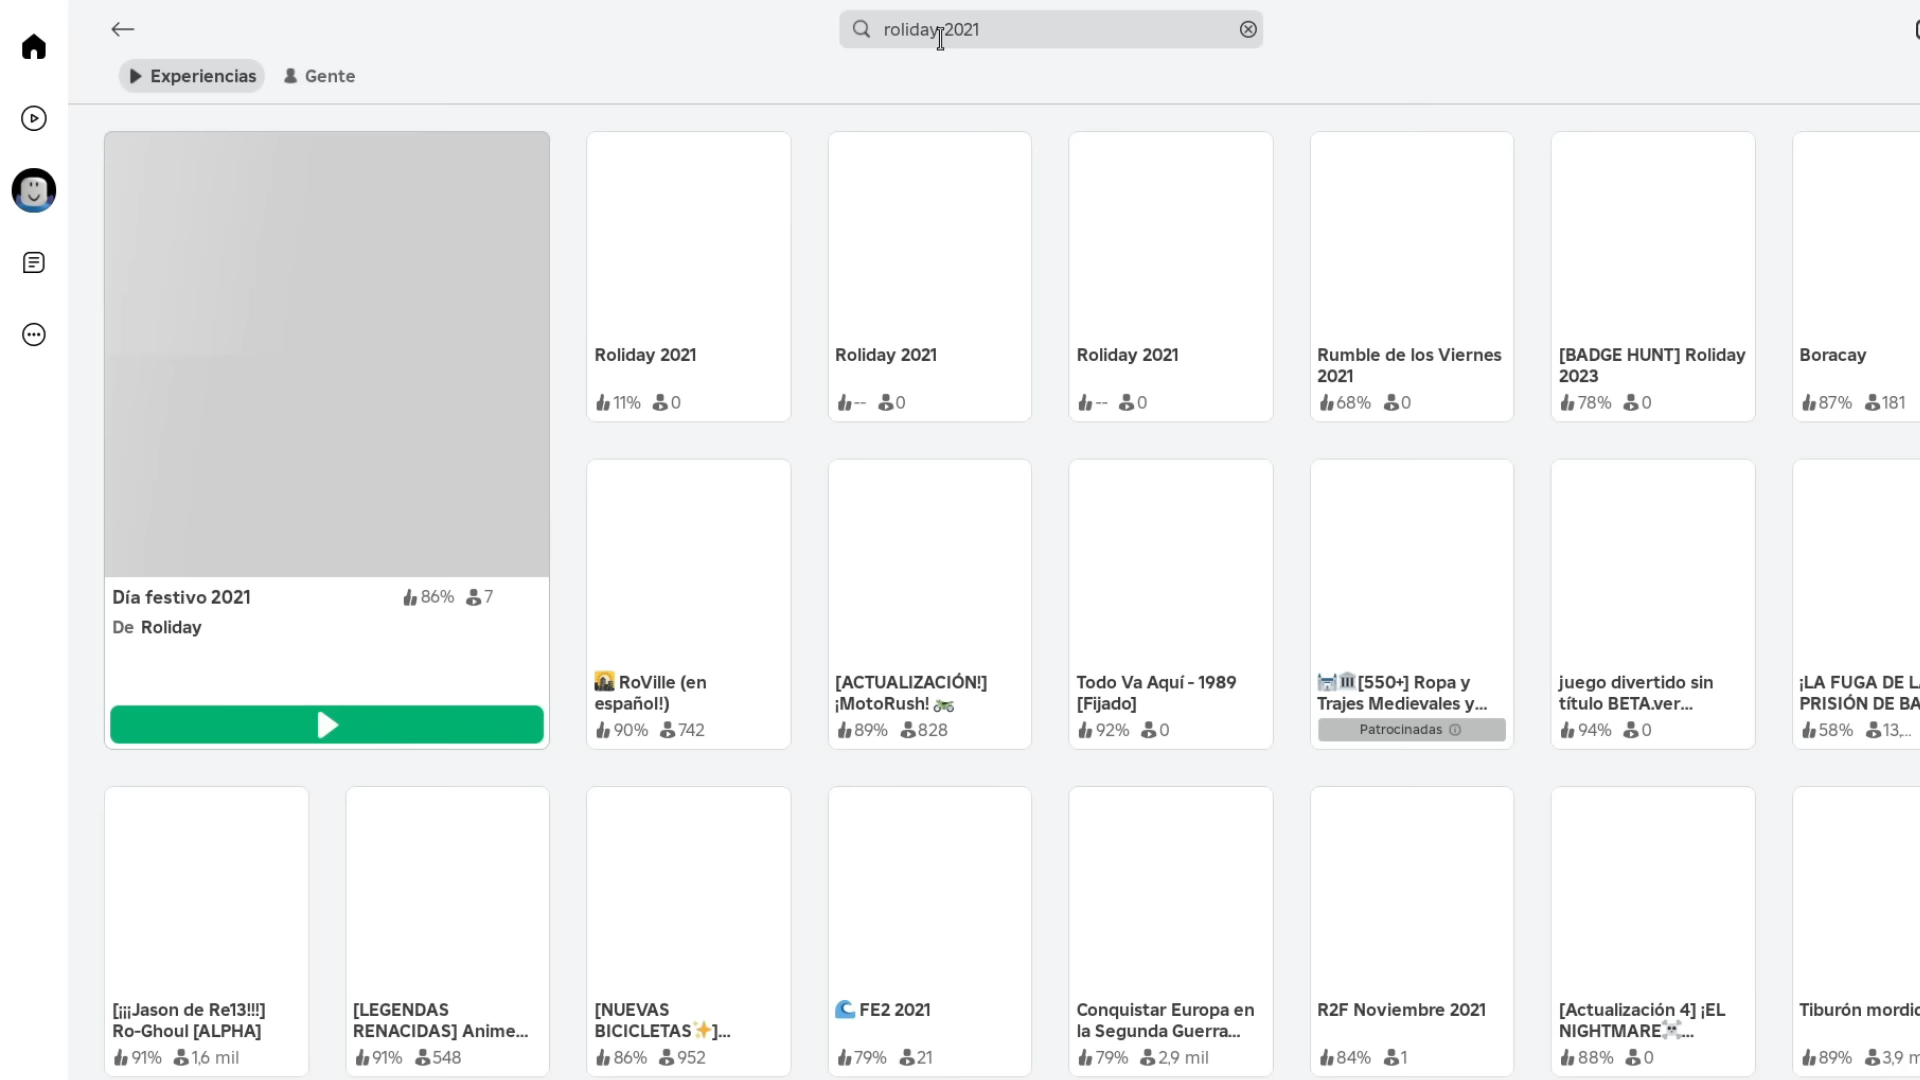 roliday 2021
Experiencias
Gente
Día festivo 2021
86%
7
De Roliday
Roliday 2021
11%
0
Roliday 2021
--
0
Roliday 2021
--
0
Rumble de los Viernes
2021
68%
0
[BADGE HUNT] Roliday
2023
78%
0
Boracay
87%
181
RoVille (en
español!)
90%
742
[ACTUALIZACIÓN!]
¡MotoRush!
89%
828
Todo Va Aquí - 1989
[Fijado]
92%
0
[550+] Ropa y
Trajes Medievales y...
Patrocinadas
juego divertido sin
título BETA.ver...
94%
0
¡LA FUGA DE L
PRISIÓN DE BA
58%
13,...
[¡¡¡Jason de Re13!!!]
Ro-Ghoul [ALPHA]
91%
1,6 mil
[LEGENDAS
RENACIDAS] Anime...
91%
548
[NUEVAS
BICICLETAS✨]...
86%
952
🌊 FE2 2021
79%
21
Conquistar Europa en
la Segunda Guerra...
79%
2,9 mil
R2F Noviembre 2021
84%
1
[Actualización 4] ¡EL
NIGHTMARE☠️...
88%
0
Tiburón mordi
89%
3,9 m